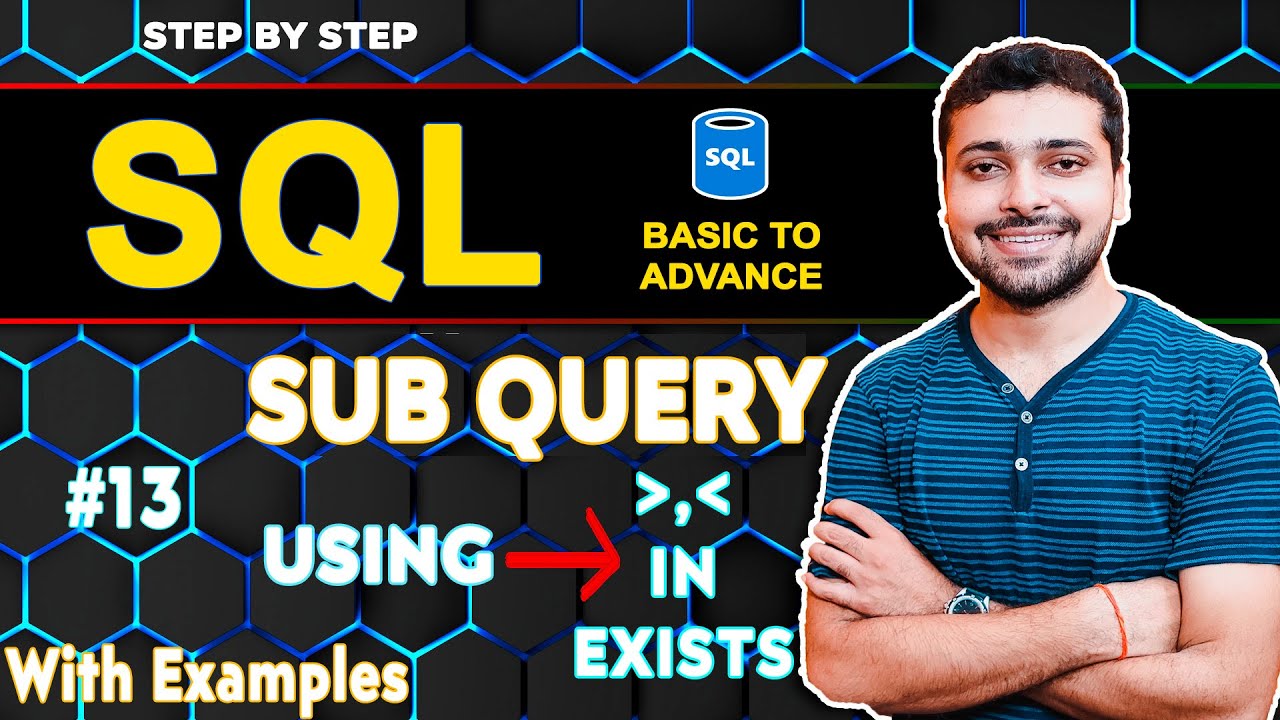 STEP BY STEP
SQL
SQL
BASIC TO
ADVANCE
SUB QUERY
#13
USING
>,<
IN
EXISTS
With Examples